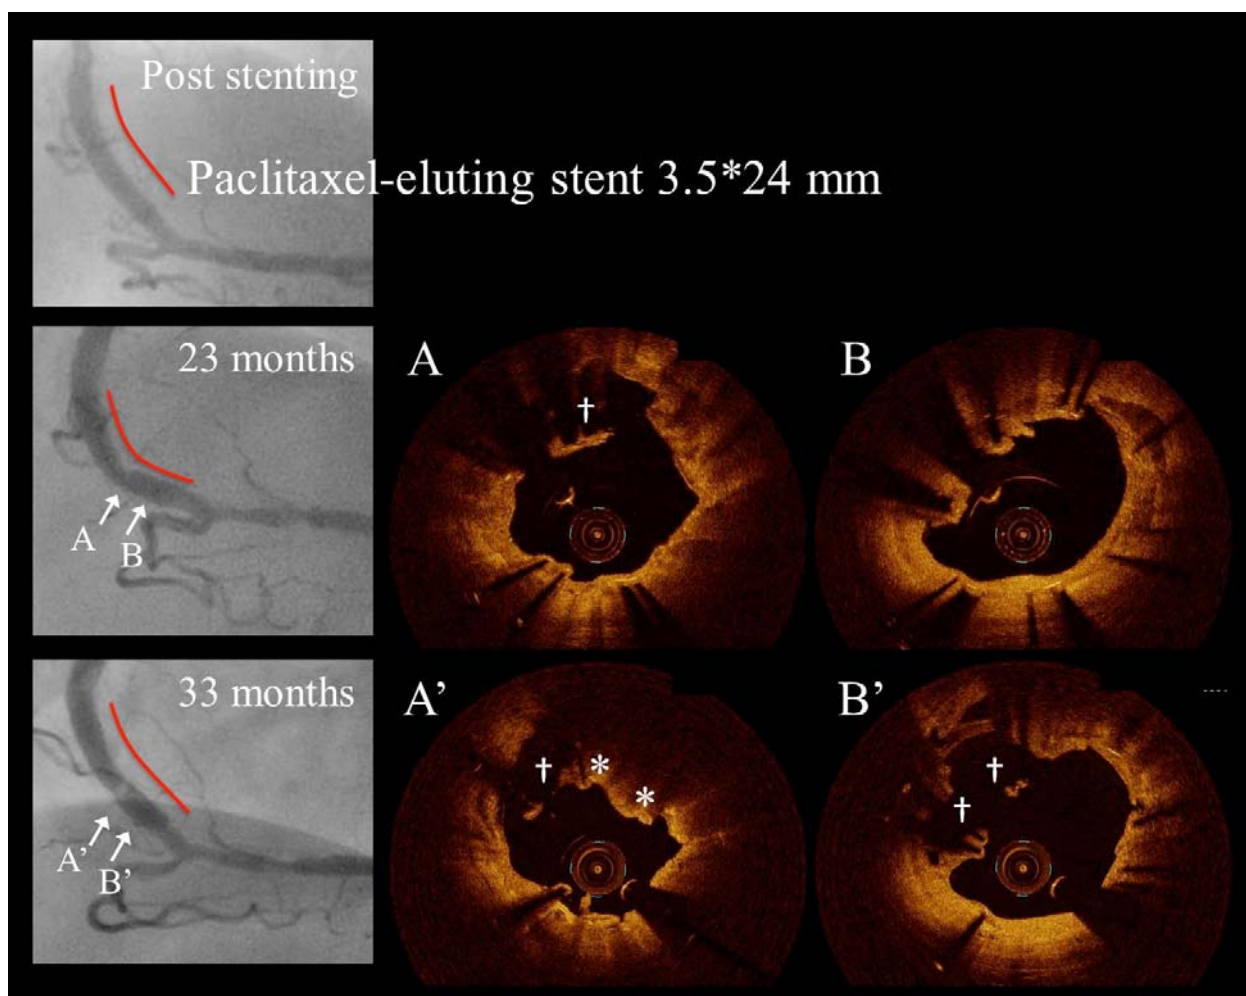 Post stenting
Paclitaxel-eluting stent 3.5*24 mm
23 months
A
B
A
†
B
33 months
A'
B'
A'
†
*
*
B'
†
†